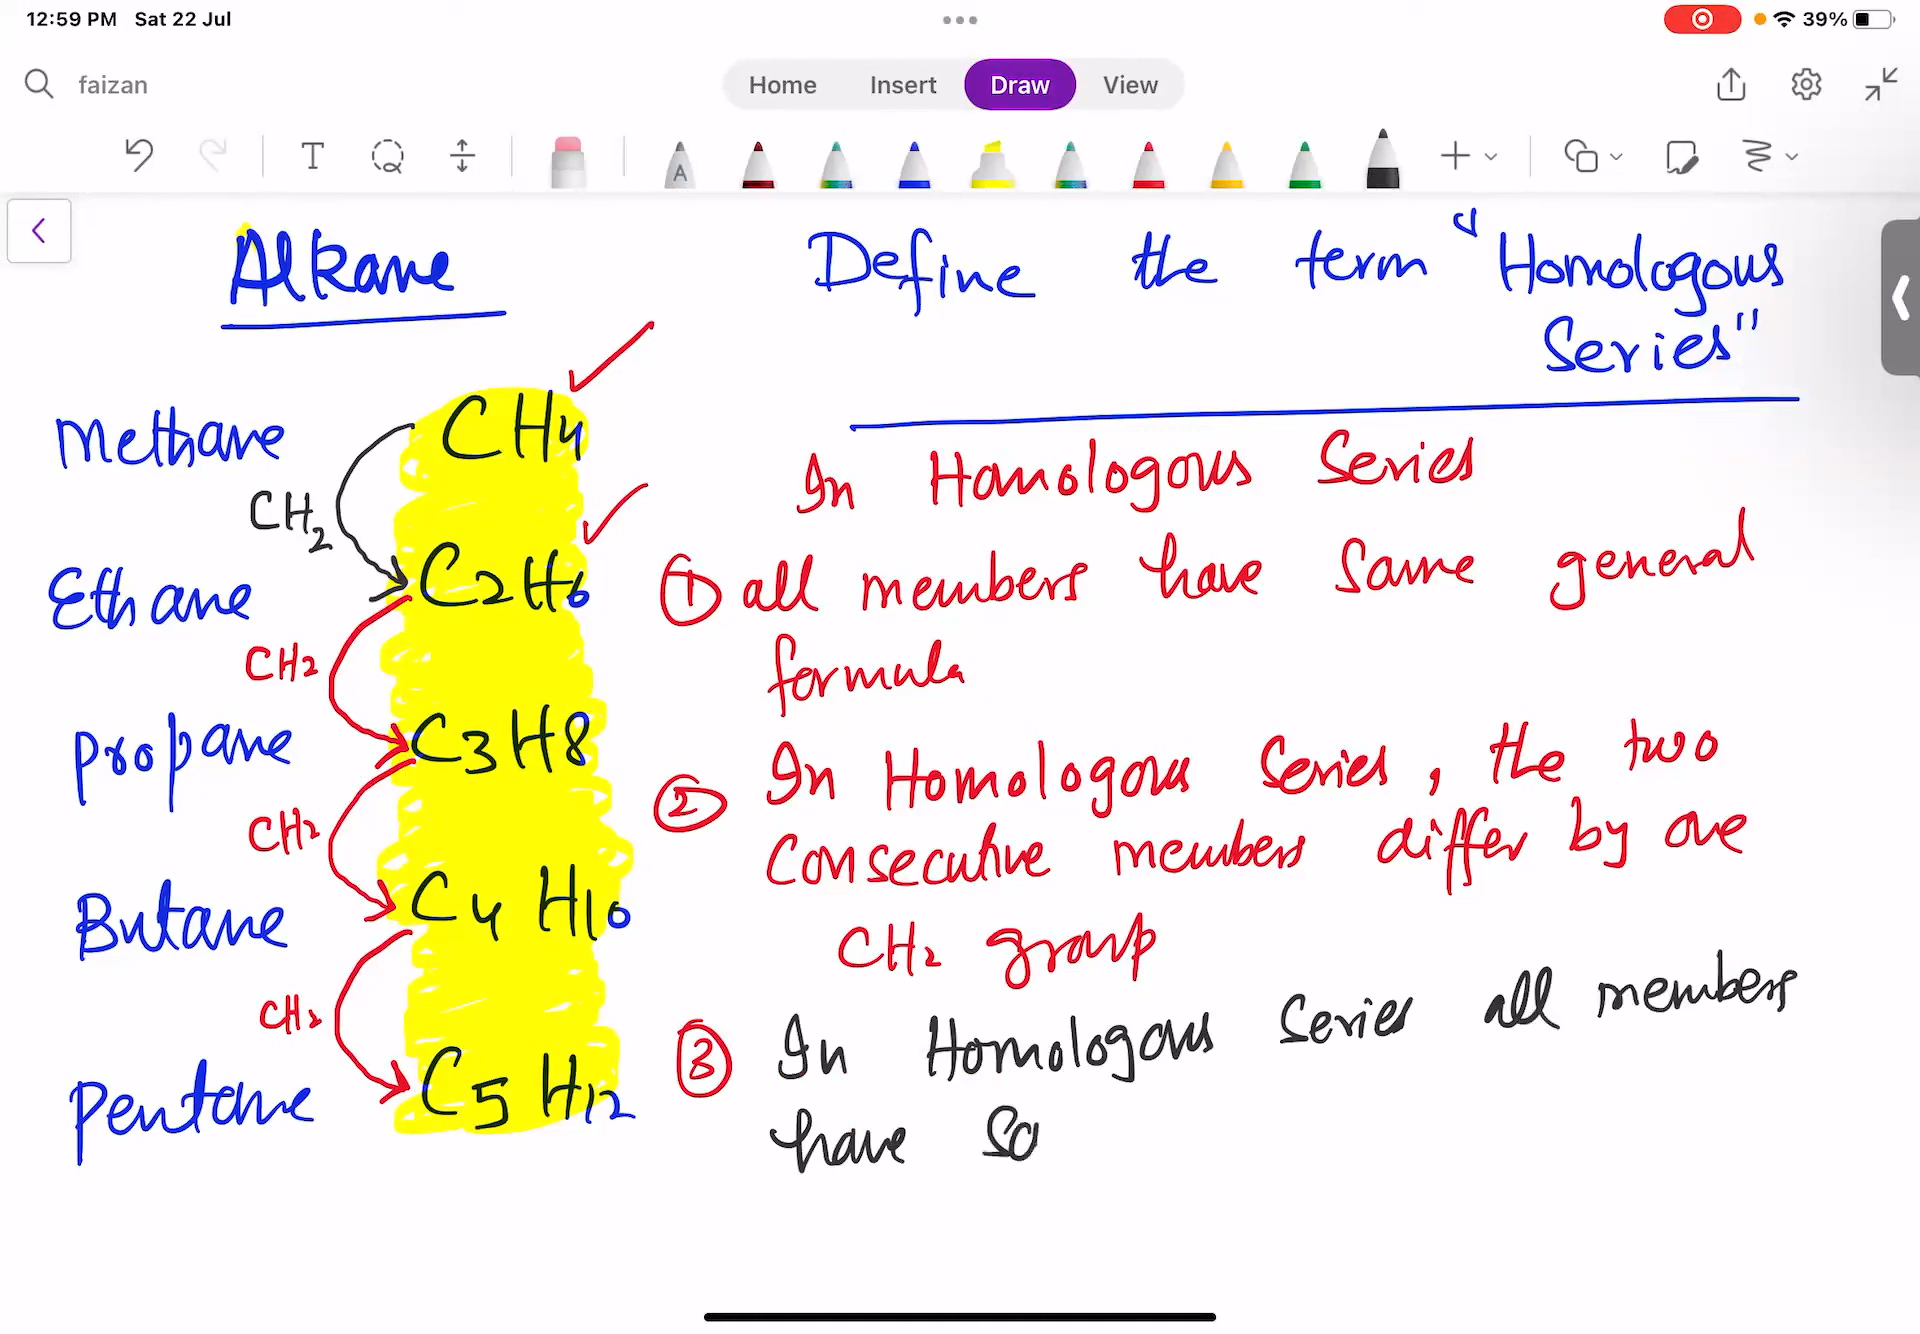 12:59 PM Sat 22 Jul
39%
faizan
Home Insert Draw View
T
A
Alkane
Define the term "Homologous
Series"
Methane CH4
CH2
Ethane C2H6
CH2
Propane C3H8
CH2
Butane C4H10
CH2
Pentane C5H12
In Homologous Series
① all members have same general
formula
② In Homologous Series, the two
Consecutive members differ by one
CH2 group
③ In Homologous Series all members
have sa